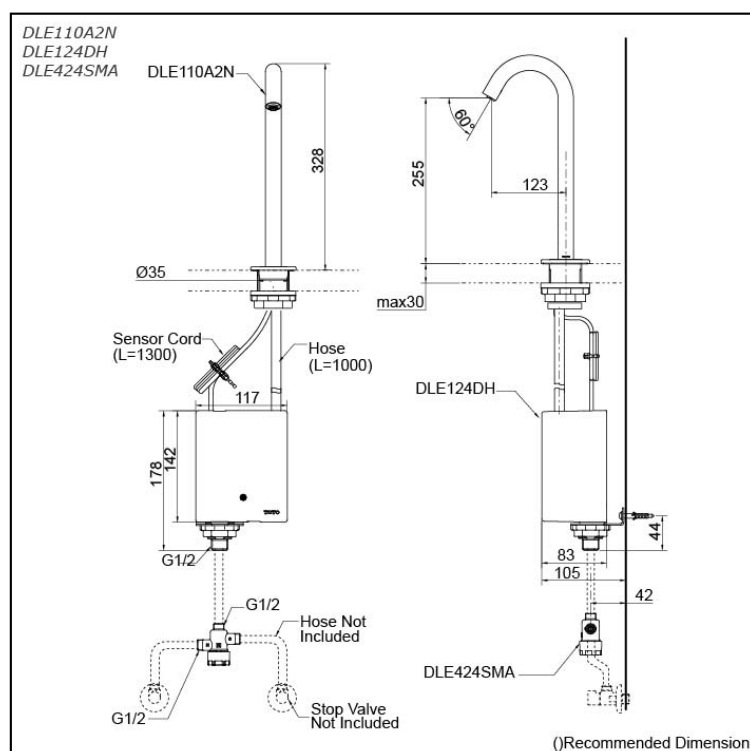 DLE110A2N
DLE124DH
DLE424SMA
DLE110A2N
328
Ø35
Sensor Cord
(L=1300)
Hose
(L=1000)
117
178
142
TOTO
G1/2
G1/2
Hose Not
Included
G1/2
Stop Valve
Not Included
60°
255
123
max30
DLE124DH
44
83
105
42
DLE424SMA
()Recommended Dimension